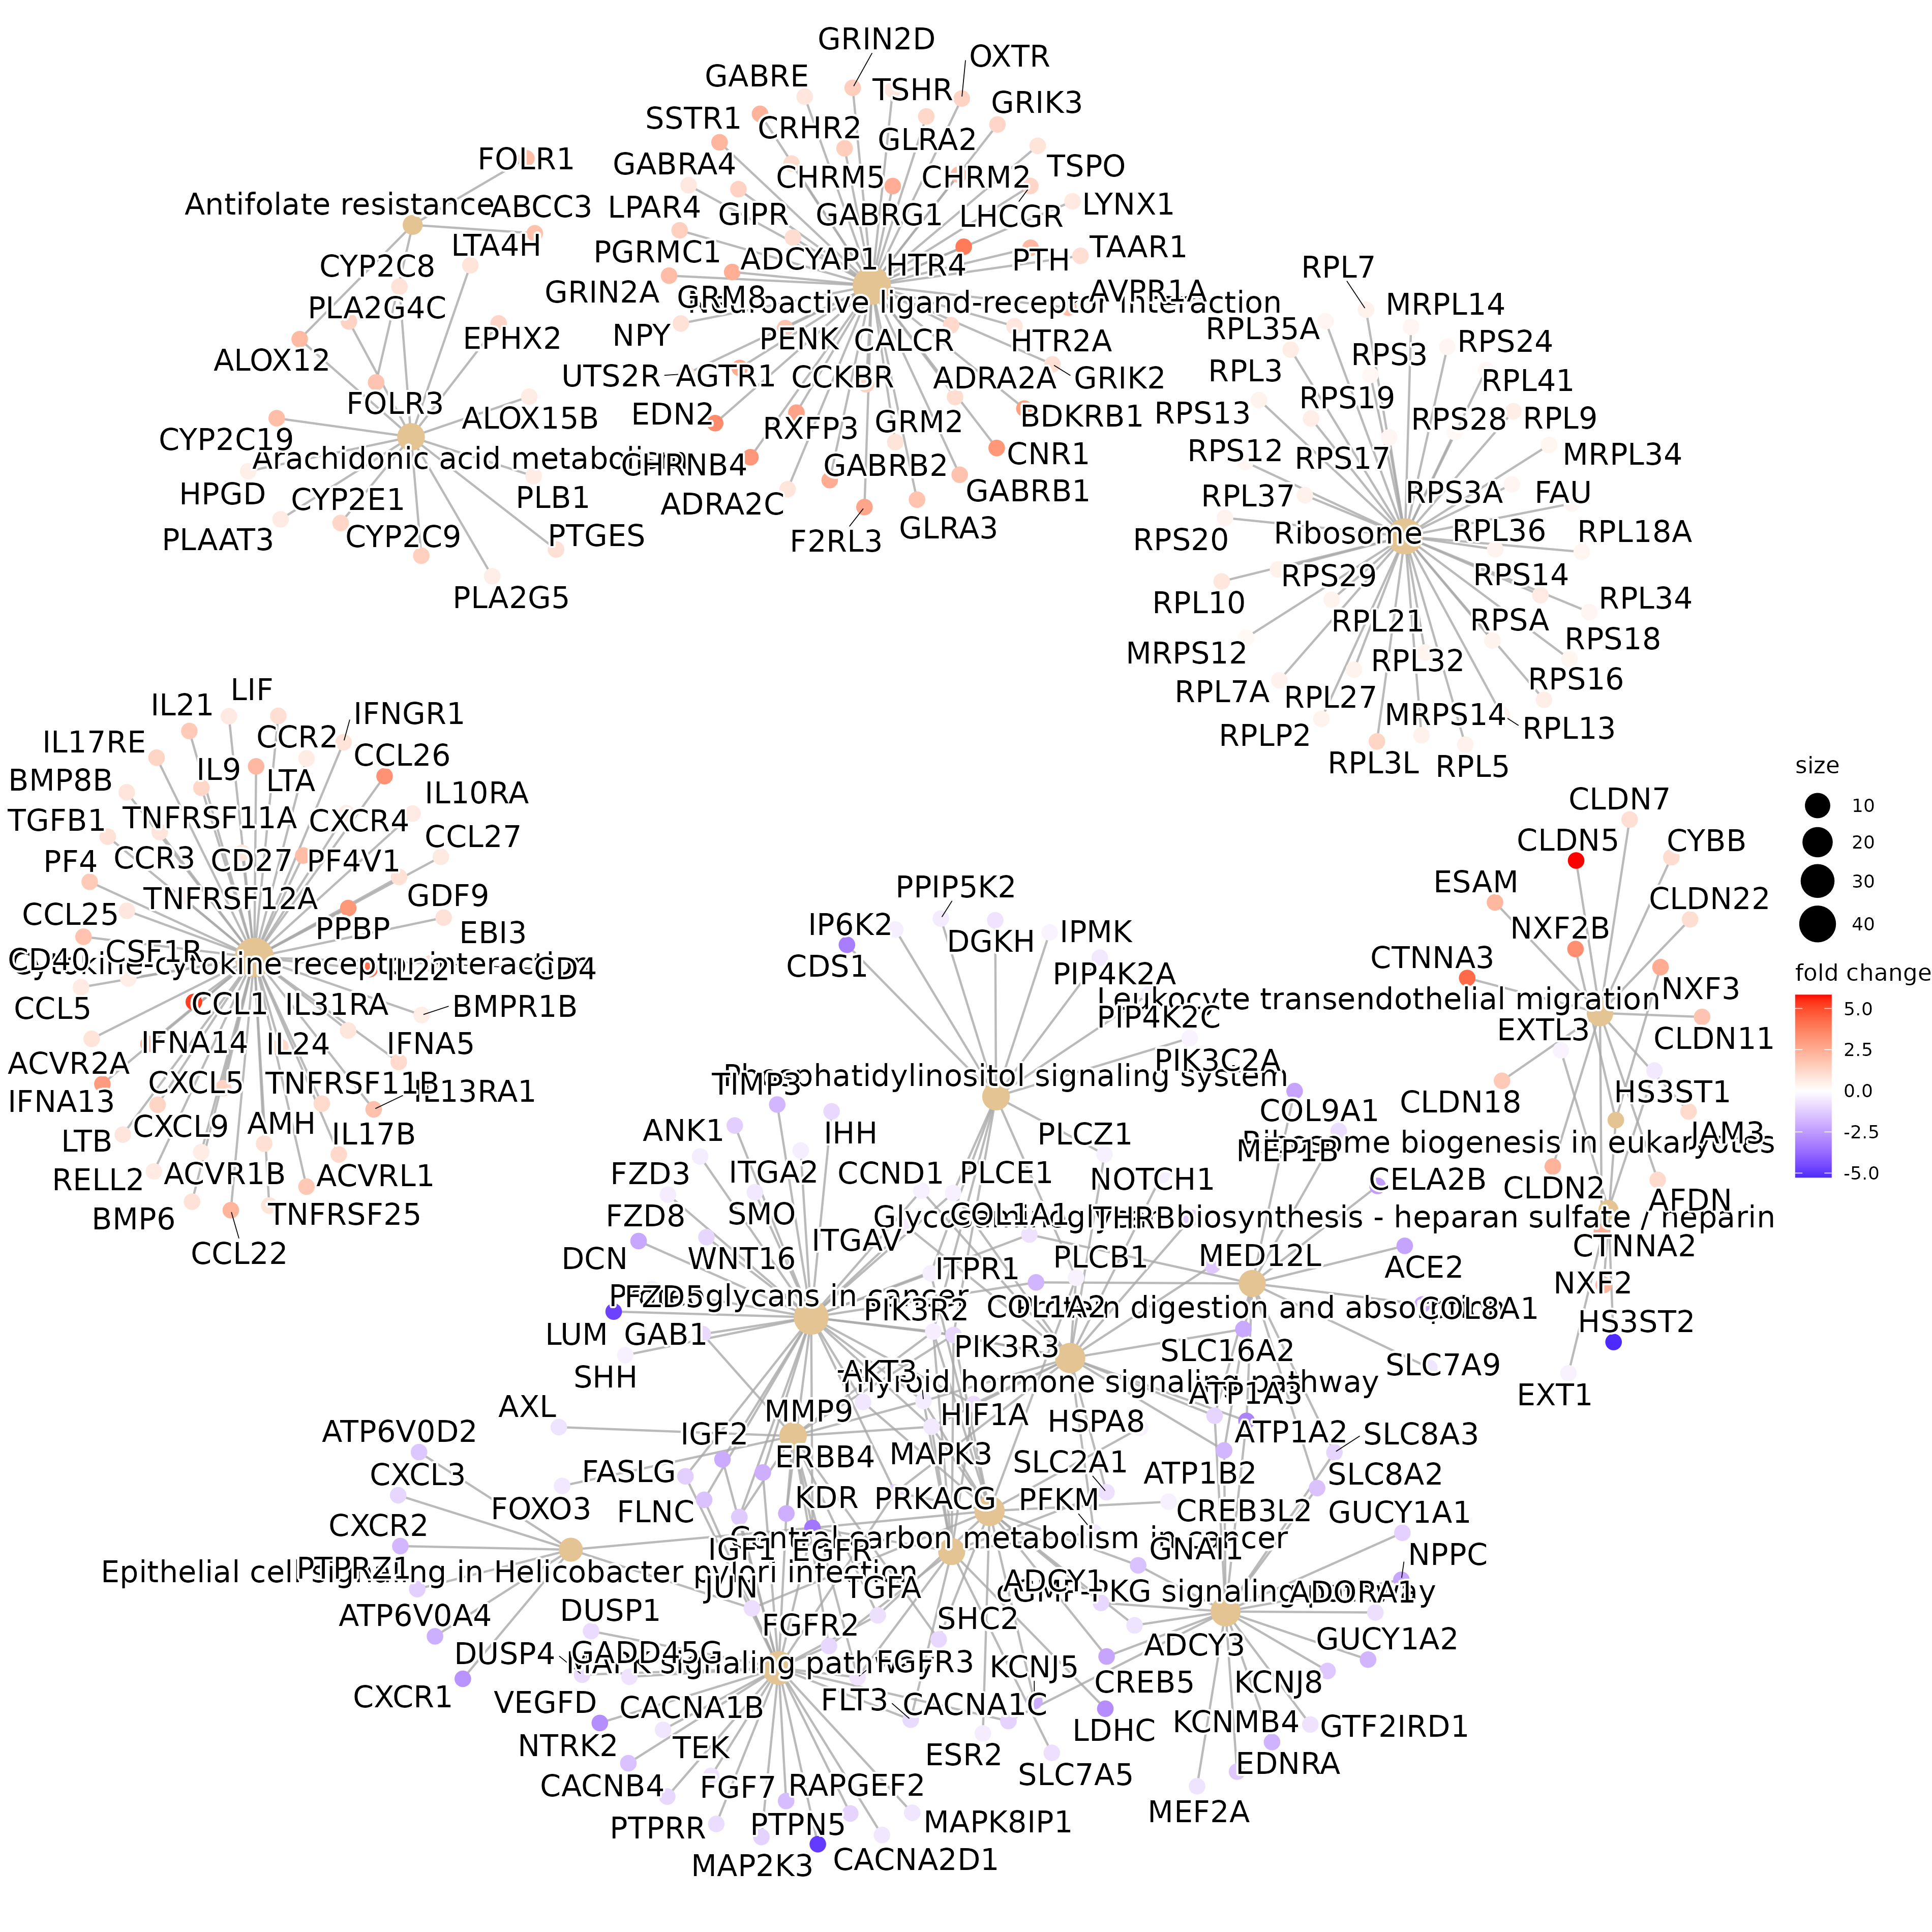 GRIN2D
OXTR
GABRE
TSHR
GRIK3
SSTR1
CRHR2
GLRA2
FOLR1
GABRA4
CHRM5
CHRM2
TSPO
Antifolate resistance
ABCC3
LPAR4
GIPR
GABRG1
LHCGR
LYNX1
LTA4H
PGRMC1
ADCYAP1
HTR4
PTH
TAAR1
CYP2C8
GRIN2A
GRM8
AVPR1A
Neuroactive ligand-receptor interaction
PLA2G4C
EPHX2
NPY
PENK
CALCR
HTR2A
ALOX12
UTS2R
AGTR1
CCKBR
ADRA2A
GRIK2
FOLR3
ALOX15B
EDN2
RXFP3
GRM2
BDKRB1
CYP2C19
Arachidonic acid metabolism
CHRNB4
GABRB2
CNR1
HPGD
CYP2E1
PLB1
ADRA2C
GABRB1
PLAAT3
CYP2C9
PTGES
F2RL3
GLRA3
PLA2G5
RPL7
MRPL14
RPL35A
RPS3
RPS24
RPL3
RPL41
RPS13
RPS19
RPS28
RPL9
RPS12
RPS17
MRPL34
RPL37
RPS3A
FAU
RPS20
Ribosome
RPL36
RPL18A
RPS29
RPS14
RPL10
RPL34
RPL21
RPSA
MRPS12
RPL32
RPS18
RPL7A
RPL27
RPS16
RPLP2
MRPS14
RPL13
RPL3L
RPL5
IL21
LIF
IFNGR1
IL17RE
CCR2
CCL26
BMP8B
IL9
LTA
IL10RA
TGFB1
TNFRSF11A
CXCR4
CCL27
PF4
CCR3
CD27
PF4V1
TNFRSF12A
GDF9
CCL25
PPBP
EBI3
CD40
CSF1R
Cytokine-cytokine receptor interaction
IL22
CD4
CCL5
CCL1
IL31RA
BMPR1B
ACVR2A
IFNA14
IL24
IFNA5
IFNA13
CXCL5
TNFRSF11B
IL13RA1
LTB
CXCL9
AMH
IL17B
RELL2
ACVR1B
ACVRL1
BMP6
TNFRSF25
CCL22
size
10
20
30
40
fold change
5.0
2.5
0.0
-2.5
-5.0
CLDN7
CLDN5
CYBB
ESAM
CLDN22
NXF2B
CTNNA3
NXF3
Leukocyte transendothelial migration
EXTL3
CLDN11
CLDN18
HS3ST1
JAM3
Ribosome biogenesis in eukaryotes
CLDN2
AFDN
Glycosaminoglycan biosynthesis - heparan sulfate / heparin
CTNNA2
NXF2
HS3ST2
EXT1
PPIP5K2
IP6K2
DGKH
IPMK
CDS1
PIP4K2A
PIP4K2C
PIK3C2A
Phosphatidylinositol signaling system
TIMP3
COL9A1
ANK1
IHH
PLCZ1
MEP1B
FZD3
ITGA2
CCND1
PLCE1
NOTCH1
CELA2B
FZD8
SMO
COL1A1
THRB
DCN
WNT16
ITGAV
ITPR1
PLCB1
MED12L
ACE2
Proteoglycans in cancer
FZD5
PIK3R2
COL1A2
Protein digestion and absorption
COL8A1
LUM
GAB1
PIK3R3
SLC16A2
SLC7A9
SHH
AKT3
Thyroid hormone signaling pathway
ATP1A3
AXL
MMP9
HIF1A
HSPA8
ATP6V0D2
IGF2
ATP1A2
SLC8A3
CXCL3
FASLG
ERBB4
MAPK3
SLC2A1
ATP1B2
SLC8A2
FOXO3
FLNC
KDR
PRKACG
PFKM
CREB3L2
GUCY1A1
CXCR2
Central carbon metabolism in cancer
IGF1
EGFR
GNAI1
NPPC
PTPRZ1
Epithelial cell signaling in Helicobacter pylori infection
JUN
TGFA
ADCY1
cGMP-PKG signaling pathway
ADORA1
ATP6V0A4
DUSP1
FGFR2
SHC2
ADCY3
GUCY1A2
DUSP4
GADD45G
MAPK signaling pathway
FGFR3
KCNJ5
CREB5
KCNJ8
CXCR1
VEGFD
CACNA1B
FLT3
CACNA1C
LDHC
KCNMB4
GTF2IRD1
NTRK2
TEK
ESR2
SLC7A5
EDNRA
CACNB4
FGF7
RAPGEF2
MEF2A
PTPRR
PTPN5
MAPK8IP1
MAP2K3
CACNA2D1